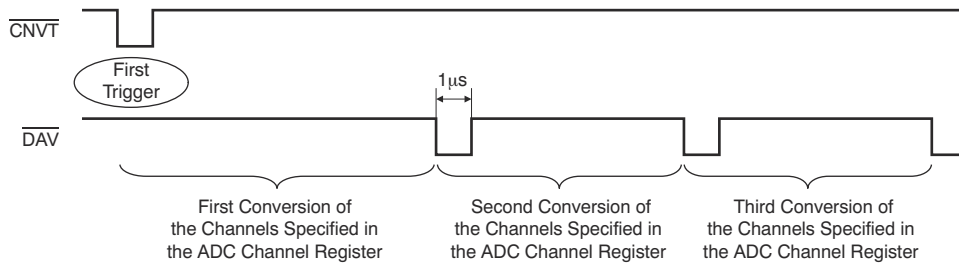 CNVT
First
Trigger
1μs
DAV
First Conversion of
the Channels Specified in
the ADC Channel Register
Second Conversion of
the Channels Specified in
the ADC Channel Register
Third Conversion of
the Channels Specified in
the ADC Channel Register